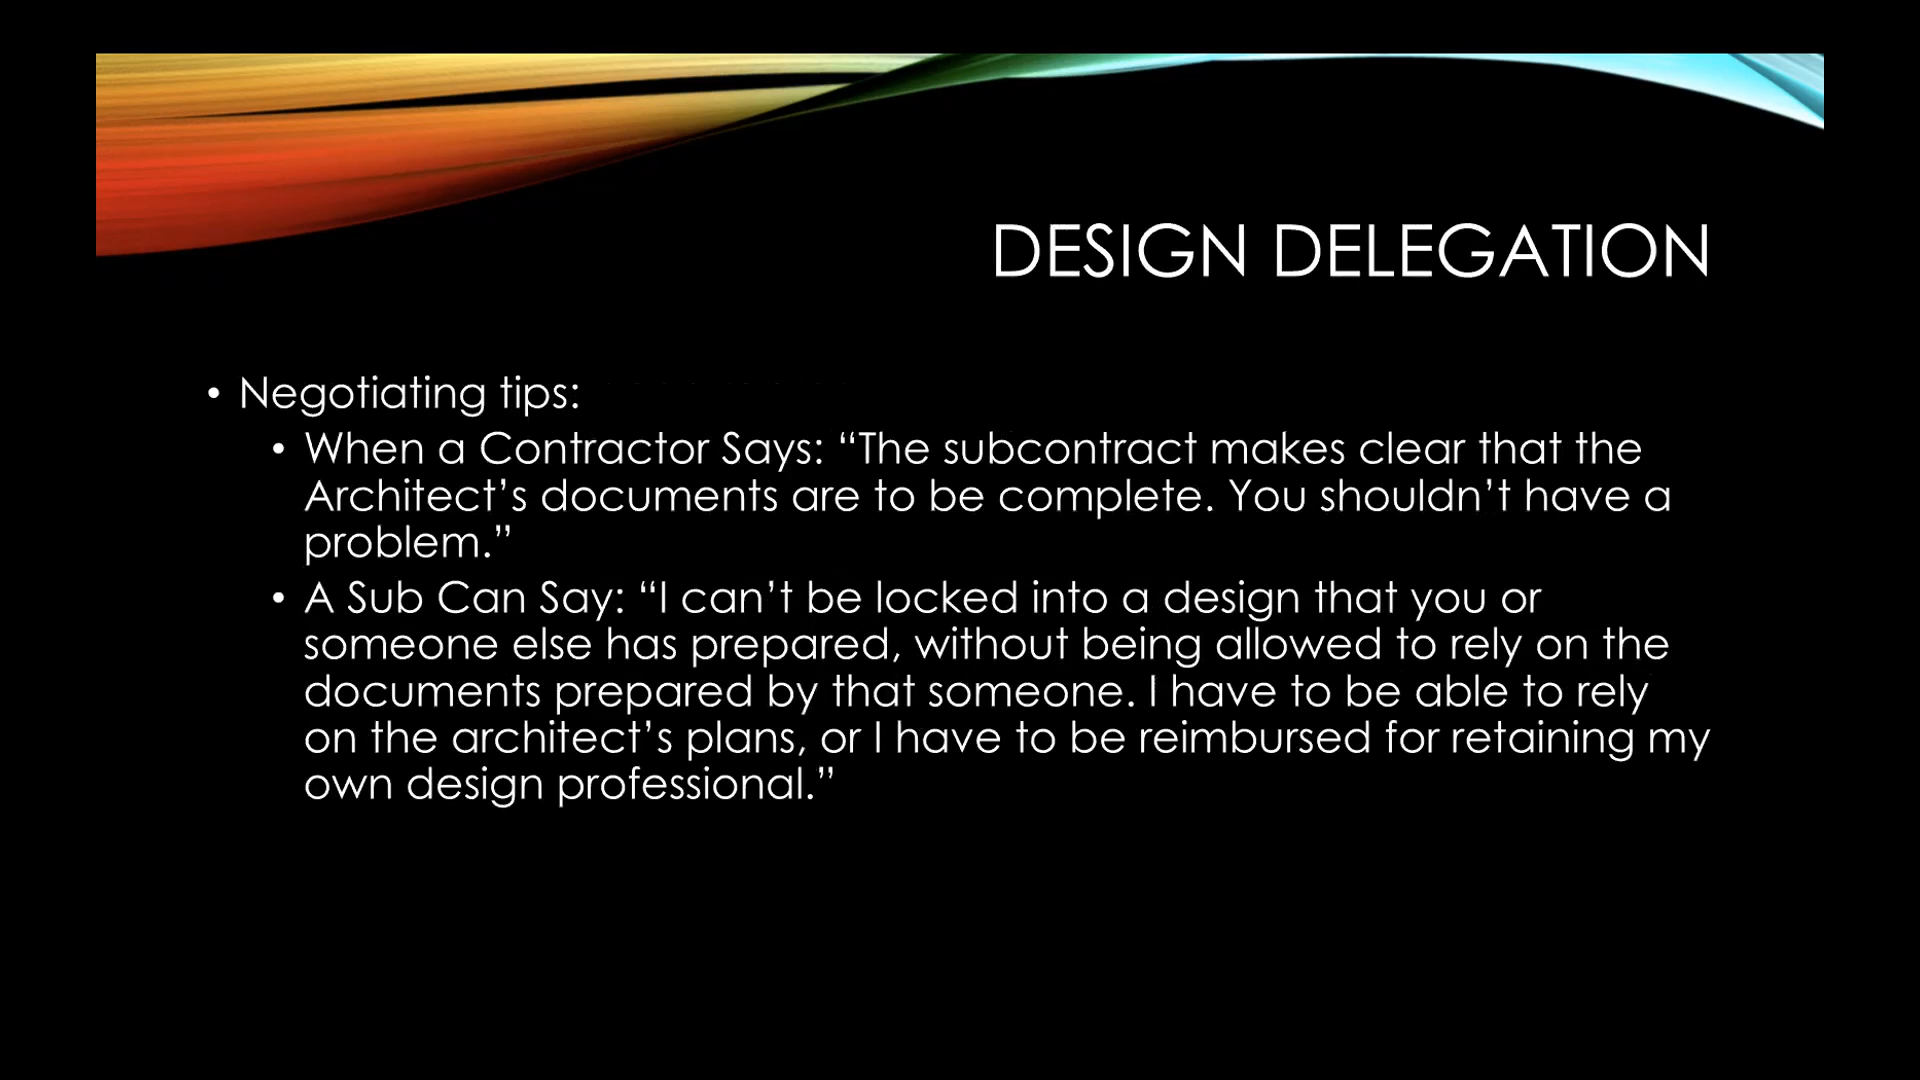 DESIGN DELEGATION
• Negotiating tips:
• When a Contractor Says: “The subcontract makes clear that the
Architect’s documents are to be complete. You shouldn’t have a
problem.”
• A Sub Can Say: “I can’t be locked into a design that you or
someone else has prepared, without being allowed to rely on the
documents prepared by that someone. I have to be able to rely
on the architect’s plans, or I have to be reimbursed for retaining my
own design professional.”